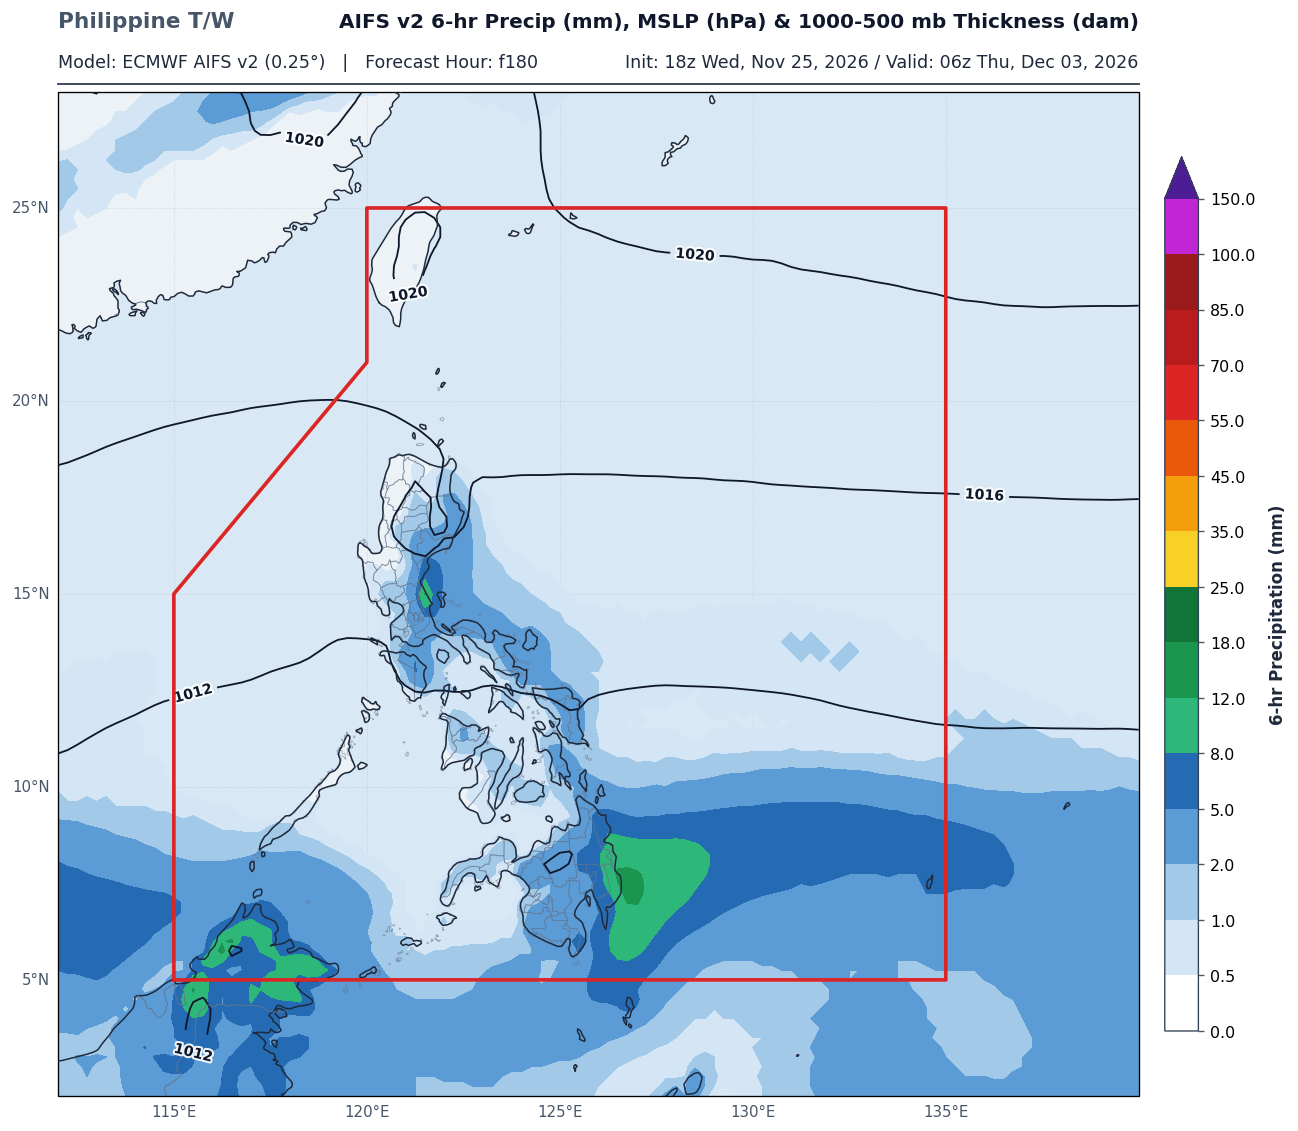 Philippine T/W
AIFS v2 6-hr Precip (mm), MSLP (hPa) & 1000-500 mb Thickness (dam)
Model: ECMWF AIFS v2 (0.25°) | Forecast Hour: f180
Init: 18z Wed, Nov 25, 2026 / Valid: 06z Thu, Dec 03, 2026
1020
150.0
25°N
1020
100.0
1020
85.0
70.0
20°N
55.0
45.0
1016
35.0
15°N
25.0
18.0
1012
12.0
6-hr Precipitation (mm)
10°N
8.0
5.0
2.0
1.0
5°N
0.5
0.0
1012
115°E
120°E
125°E
130°E
135°E